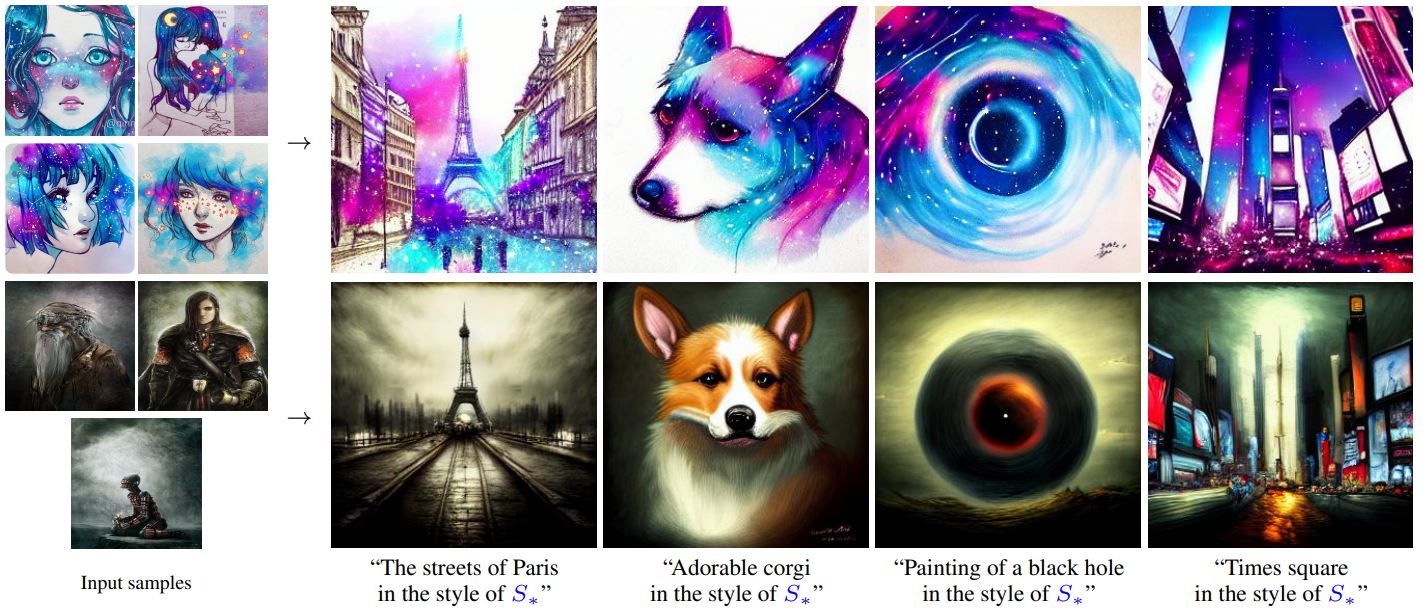 Input samples
“The streets of Paris
in the style of S*”
“Adorable corgi
in the style of S*”
“Painting of a black hole
in the style of S*”
“Times square
in the style of S*”